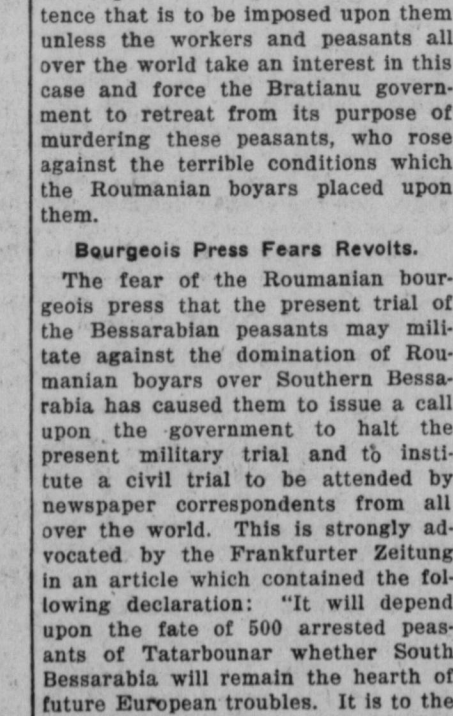 tence that is to be imposed upon them
unless the workers and peasants all
over the world take an interest in this
case and force the Bratianu govern-
ment to retreat from its purpose of
murdering these peasants, who rose
against the terrible conditions which
the Roumanian boyars placed upon
them.
Bourgeois Press Fears Revolts.
The fear of the Roumanian bour-
geois press that the present trial of
the Bessarabian peasants may mili-
tate against the domination of Rou-
manian boyars over Southern Bessa-
rabia has caused them to issue a call
upon the government to halt the
present military trial and to insti-
tute a civil trial to be attended by
newspaper correspondents from all
over the world. This is strongly ad-
vocated by the Frankfurter Zeitung
in an article which contained the fol-
lowing declaration: "It will depend
upon the fate of 500 arrested peas-
ants of Tatarbounar whether South
Bessarabia will remain the hearth of
future European troubles. It is to the